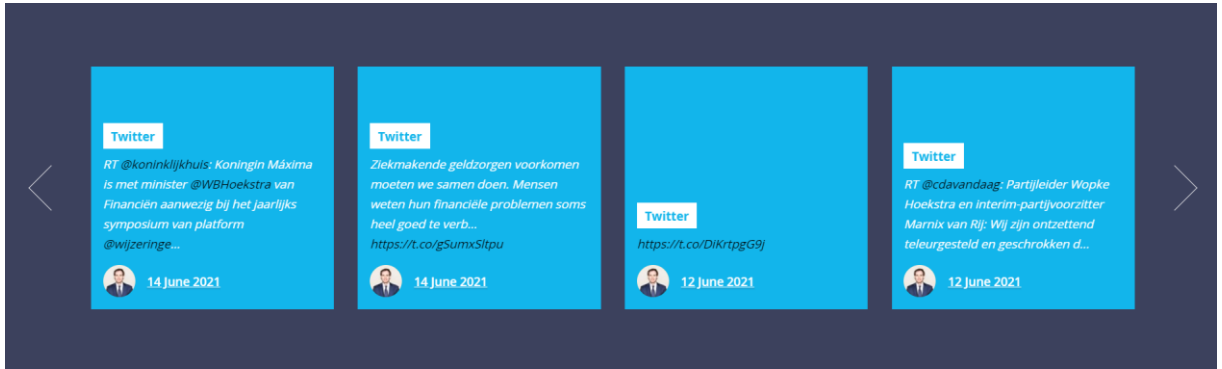 Twitter
RT @koninklijkhuis: Koningin Máxima
is met minister @WBHoekstra van
Financiën aanwezig bij het jaarlijks
symposium van platform
@wijzeringe...
14 June 2021
Twitter
Ziekmakende geldzorgen voorkomen
moeten we samen doen. Mensen
weten hun financiële problemen soms
heel goed te verb...
https://t.co/gSumxSltpu
14 June 2021
Twitter
https://t.co/DiKrtpgG9j
12 June 2021
Twitter
RT @cdavandaag: Partijleider Wopke
Hoekstra en interim-partijvoorzitter
Marnix van Rij: Wij zijn ontzettend
teleurgesteld en geschrokken d...
12 June 2021